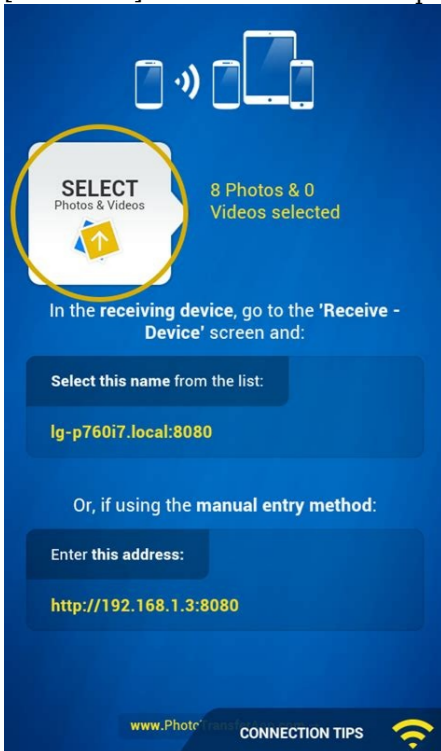 SELECT
Photos & Videos
8 Photos & 0
Videos selected
In the receiving device, go to the 'Receive -
Device' screen and:
Select this name from the list:
lg-p760i7.local:8080
Or, if using the manual entry method:
Enter this address:
http://192.168.1.3:8080
www.Photo
CONNECTION TIPS